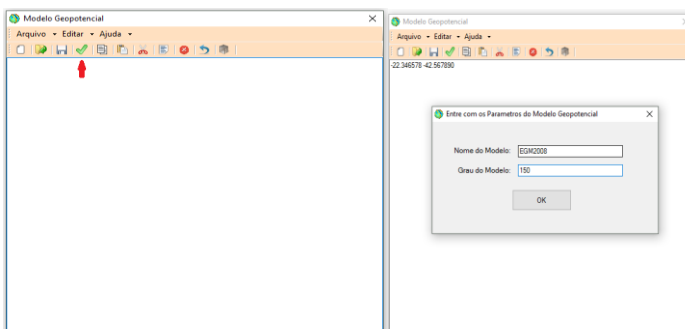 Modelo Geopotencial
Arquivo Editar Ajuda
Modelo Geopotencial
Arquivo Editar Ajuda
-22.346578 -42.567890
Entre com os Parametros do Modelo Geopotencial
Nome do Modelo: EGM2008
Grau do Modelo: 150
OK